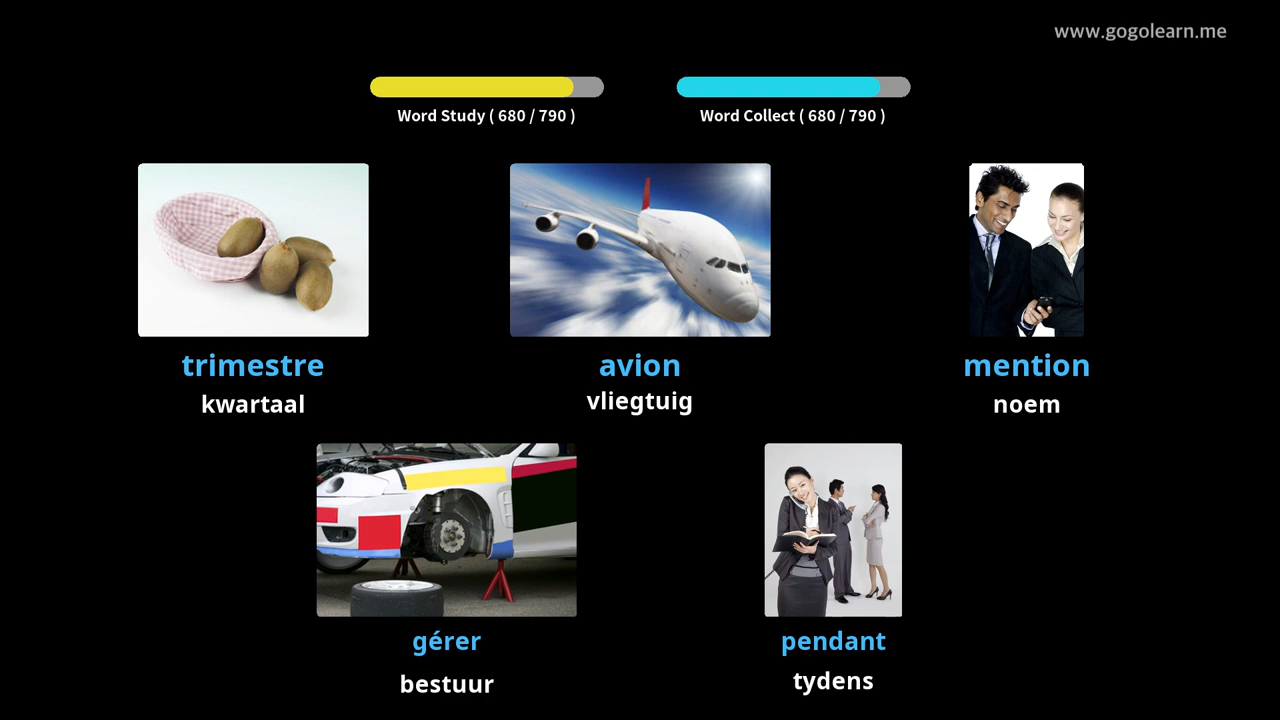 www.gogolearn.me
Word Study ( 680 / 790 )
Word Collect ( 680 / 790 )
trimestre
kwartaal
avion
vliegtuig
mention
noem
gérer
bestuur
pendant
tydens